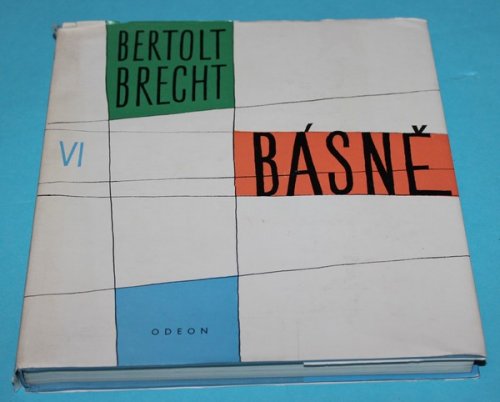 BERTOLT
BRECHT
VI
BÁSNĚ
ODEON